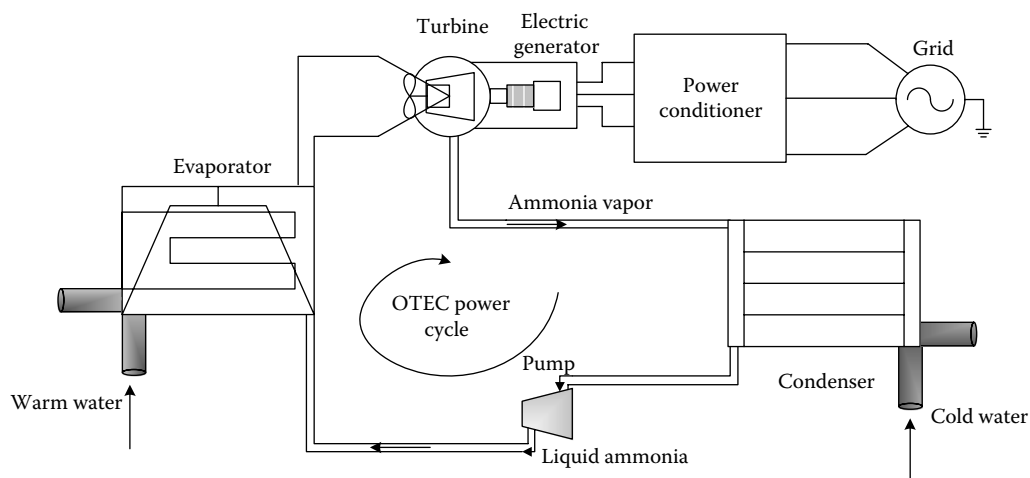 Turbine
Electric
generator
Grid
Power
conditioner
Evaporator
Ammonia vapor
OTEC power
cycle
Pump
Condenser
Warm water
Cold water
Liquid ammonia